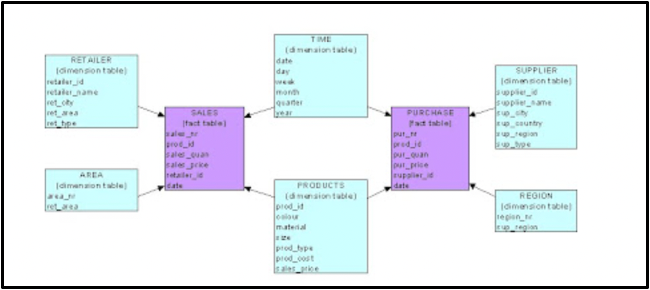 RETAILER
(dimension table)
retailer_id
retailer_name
ret_city
ret_area
ret_type
AREA
(dimension table)
area_nr
ret_area
SALES
(fact table)
sales_nr
prod_id
sales_quan
sales_price
retailer_id
date
TIME
(dimension table)
date
day
week
month
quarter
year
PRODUCTS
(dimension table)
prod_id
colour
material
size
prod_type
prod_cost
sales_price
PURCHASE
(fact table)
pur_nr
prod_id
pur_quan
pur_price
supplier_id
date
SUPPLIER
(dimension table)
supplier_id
supplier_name
sup_city
sup_country
sup_region
sup_type
REGION
(dimension table)
region_nr
sup_region